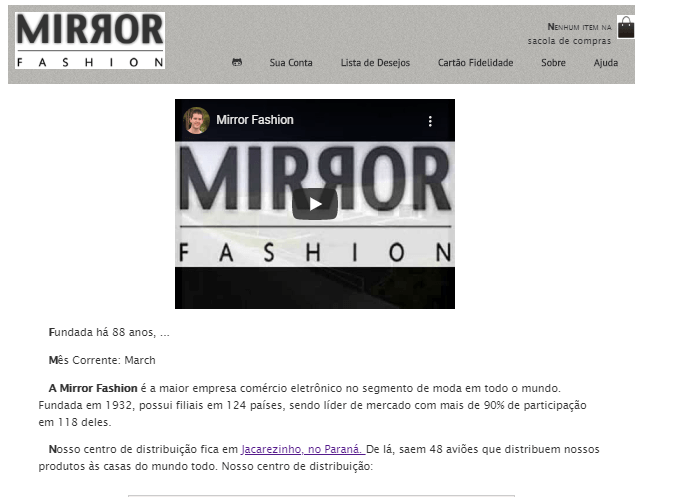 MIRЯOR
FASHION
Nenhum item na
sacola de compras
Sua Conta
Lista de Desejos
Cartão Fidelidade
Sobre
Ajuda
Mirror Fashion
MIRЯOR
FASHION
Fundada há 88 anos, ...
Mês Corrente: March
A Mirror Fashion é a maior empresa comércio eletrônico no segmento de moda em todo o mundo.
Fundada em 1932, possui filiais em 124 países, sendo líder de mercado com mais de 90% de participação
em 118 deles.
Nosso centro de distribuição fica em Jacarezinho, no Paraná. De lá, saem 48 aviões que distribuem nossos
produtos às casas do mundo todo. Nosso centro de distribuição: